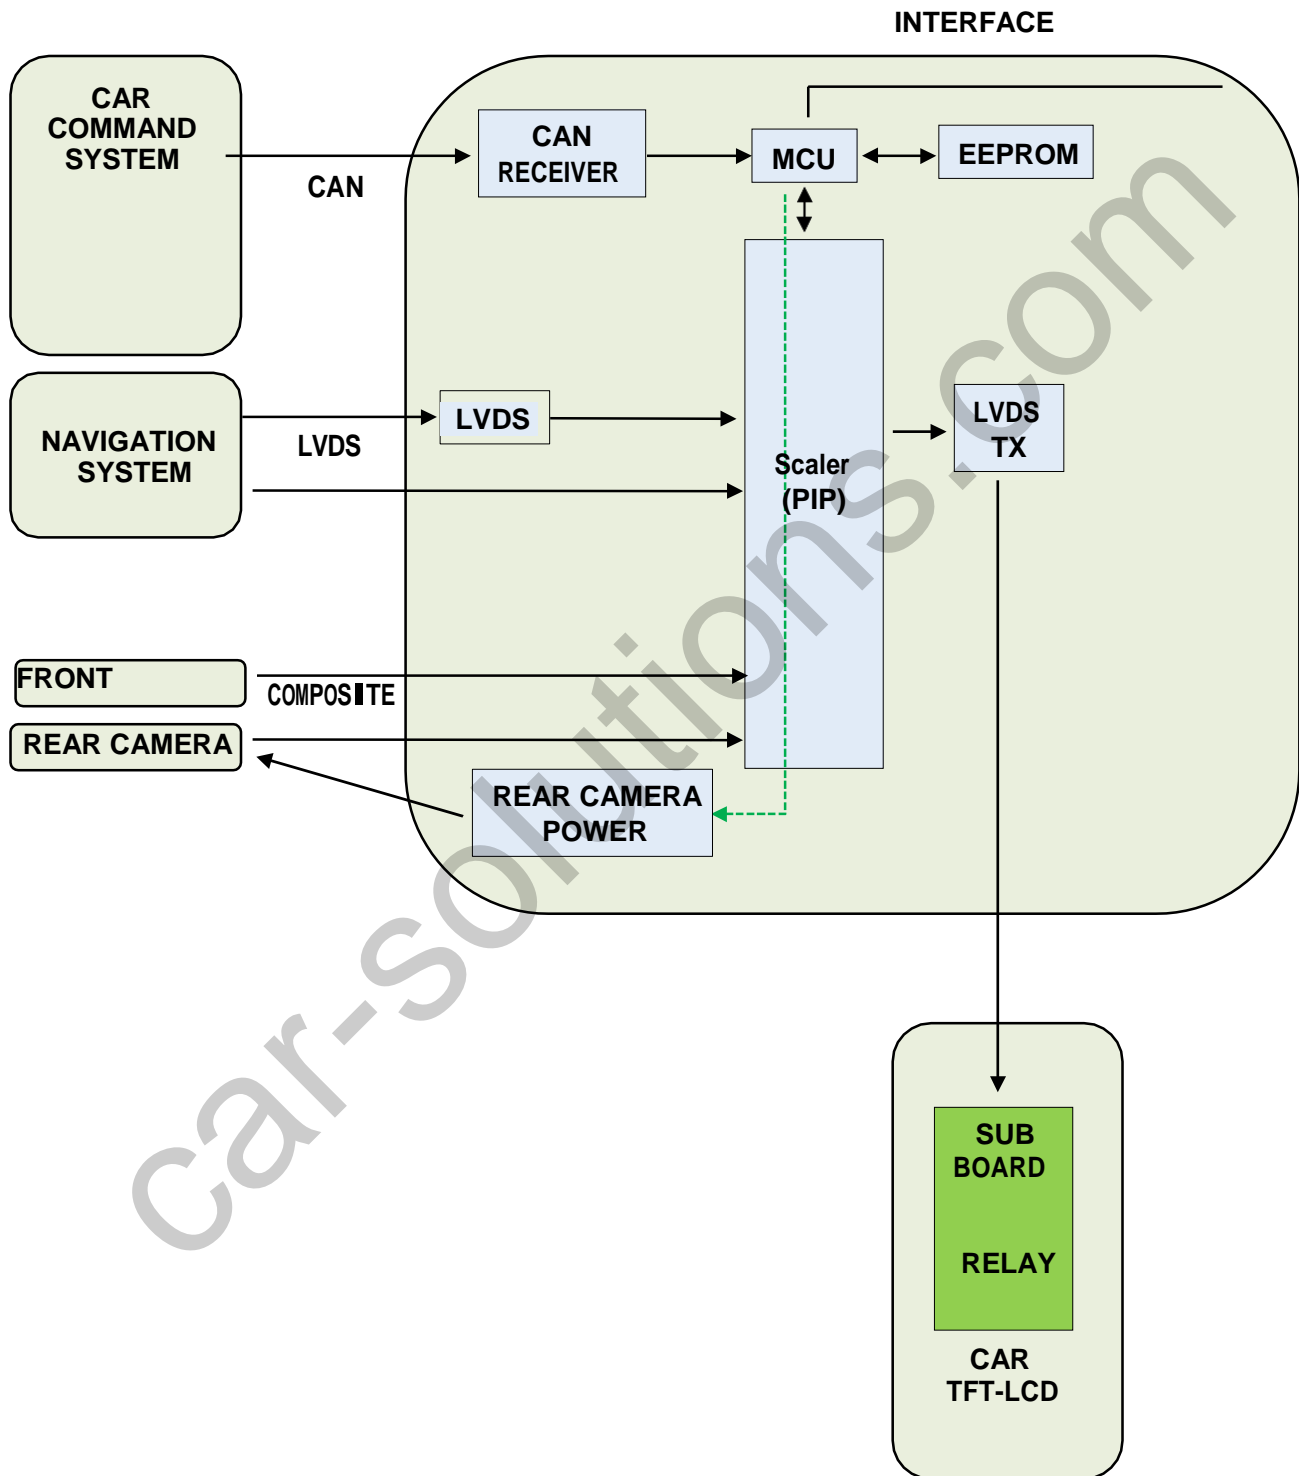 INTERFACE
CAR
COMMAND
SYSTEM
CAN
CAN
RECEIVER
MCU
EEPROM
NAVIGATION
SYSTEM
LVDS
LVDS
Scaler
(PIP)
LVDS
TX
FRONT
COMPOSITE
REAR CAMERA
REAR CAMERA
POWER
SUB
BOARD
RELAY
CAR
TFT-LCD
car-solutions.com